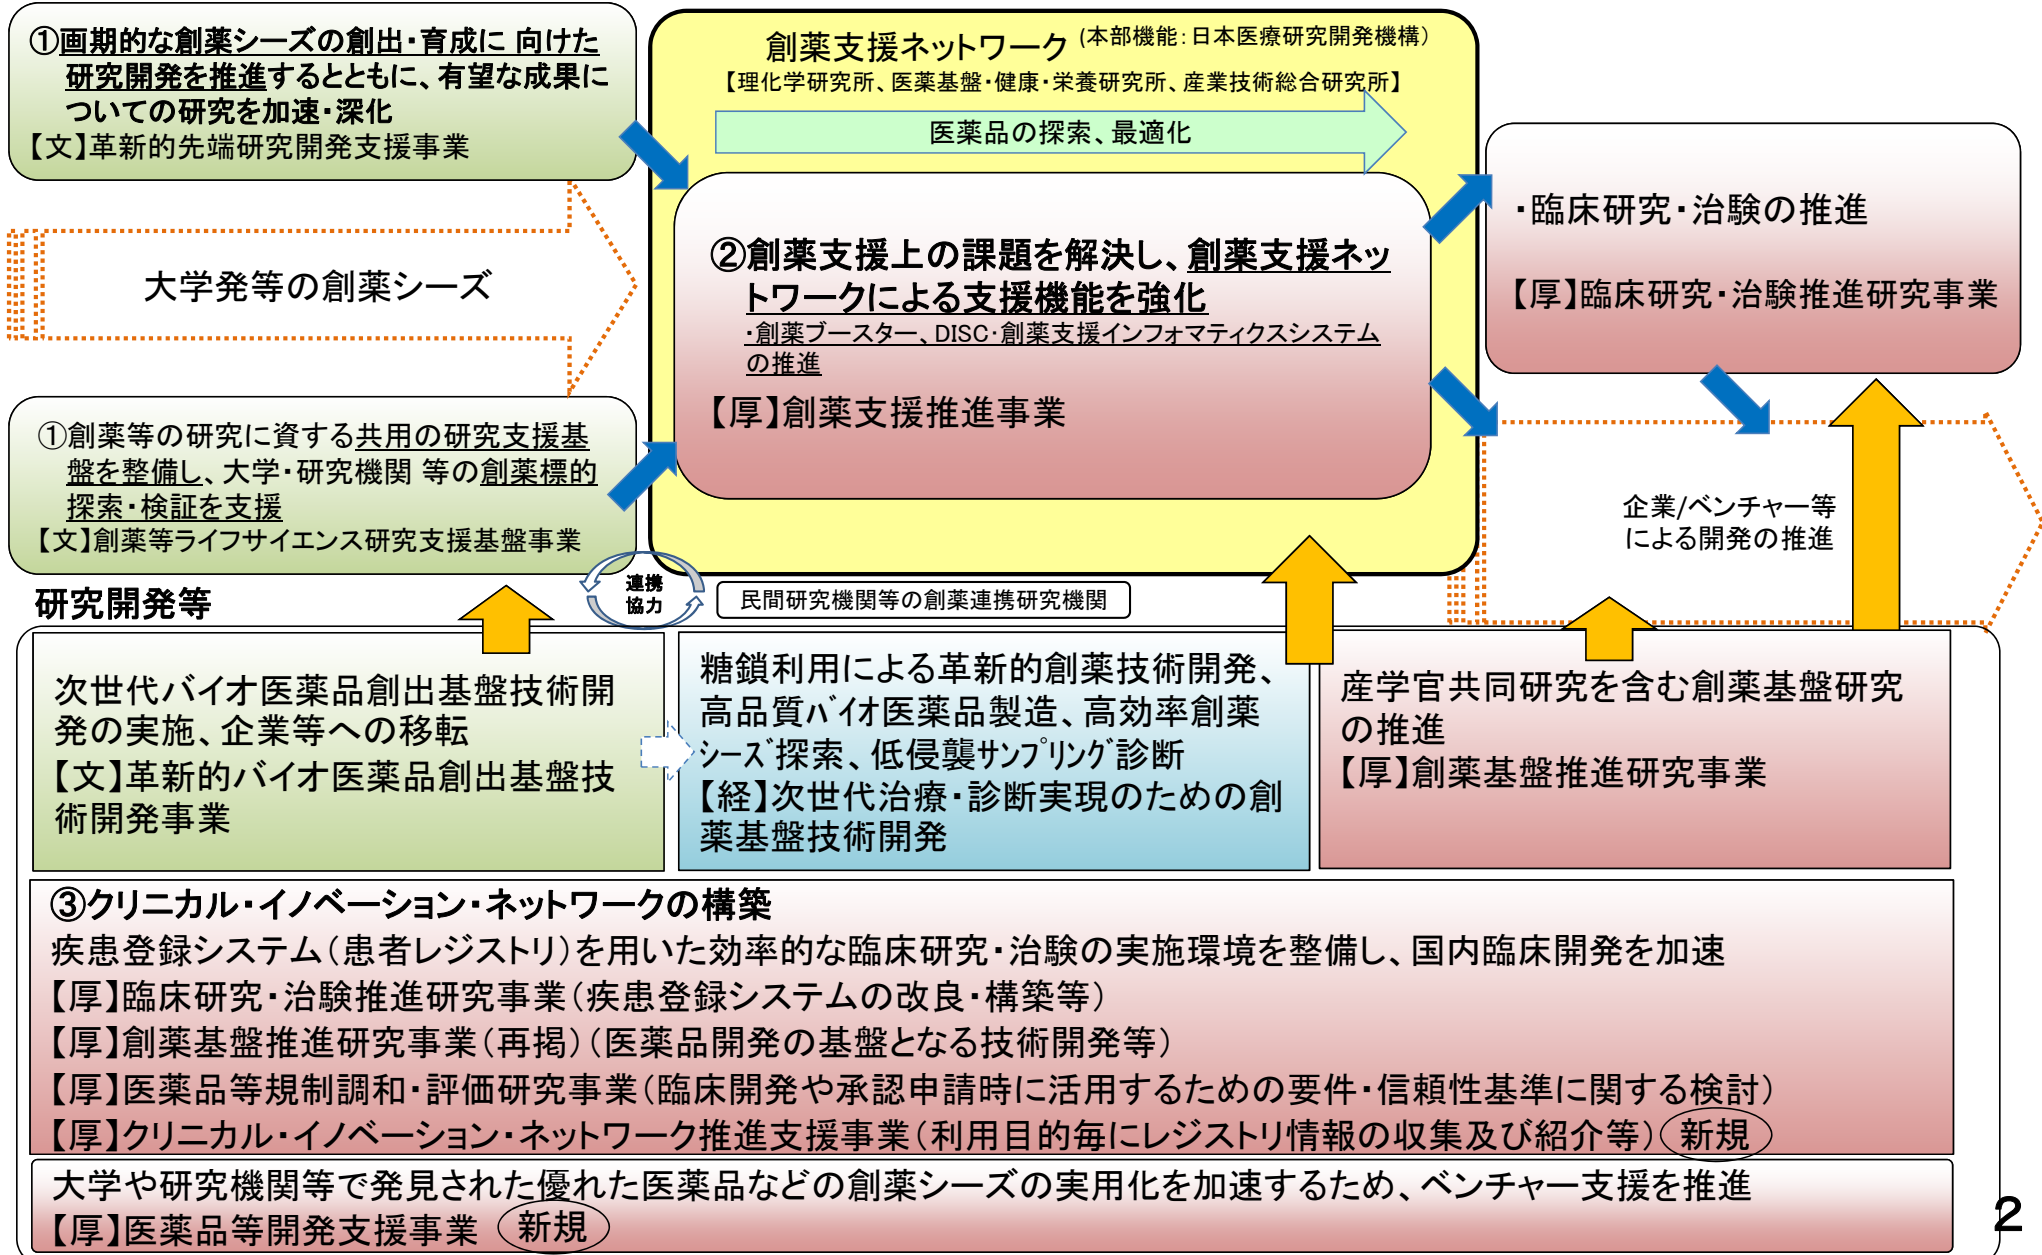 ①画期的な創薬シーズの創出・育成に 向けた
研究開発を推進するとともに、有望な成果に
ついての研究を加速・深化
【文】革新的先端研究開発支援事業
大学発等の創薬シーズ
①創薬等の研究に資する共用の研究支援基
盤を整備し、大学・研究機関 等の創薬標的
探索・検証を支援
【文】創薬等ライフサイエンス研究支援基盤事業
創薬支援ネットワーク (本部機能：日本医療研究開発機構）
【理化学研究所、医薬基盤・健康・栄養研究所、産業技術総合研究所】
医薬品の探索、最適化
②創薬支援上の課題を解決し、創薬支援ネッ
トワークによる支援機能を強化
・創薬ブースター、DISC・創薬支援インフォマティクスシステム
の推進
【厚】創薬支援推進事業
・臨床研究・治験の推進
【厚】臨床研究・治験推進研究事業
企業/ベンチャー等
による開発の推進
連携
協力
民間研究機関等の創薬連携研究機関
研究開発等
次世代バイオ医薬品創出基盤技術開
発の実施、企業等への移転
【文】革新的バイオ医薬品創出基盤技
術開発事業
糖鎖利用による革新的創薬技術開発、
高品質ﾊﾞｲｵ医薬品製造、高効率創薬
ｼｰｽﾞ探索、低侵襲ｻﾝﾌﾟﾘﾝｸﾞ診断
【経】次世代治療・診断実現のための創
薬基盤技術開発
産学官共同研究を含む創薬基盤研究
の推進
【厚】創薬基盤推進研究事業
③クリニカル・イノベーション・ネットワークの構築
疾患登録システム（患者レジストリ）を用いた効率的な臨床研究・治験の実施環境を整備し、国内臨床開発を加速
【厚】臨床研究・治験推進研究事業（疾患登録システムの改良・構築等）
【厚】創薬基盤推進研究事業（再掲）（医薬品開発の基盤となる技術開発等）
【厚】医薬品等規制調和・評価研究事業（臨床開発や承認申請時に活用するための要件・信頼性基準に関する検討）
【厚】クリニカル・イノベーション・ネットワーク推進支援事業（利用目的毎にレジストリ情報の収集及び紹介等） 新規
大学や研究機関等で発見された優れた医薬品などの創薬シーズの実用化を加速するため、ベンチャー支援を推進
【厚】医薬品等開発支援事業 新規
2